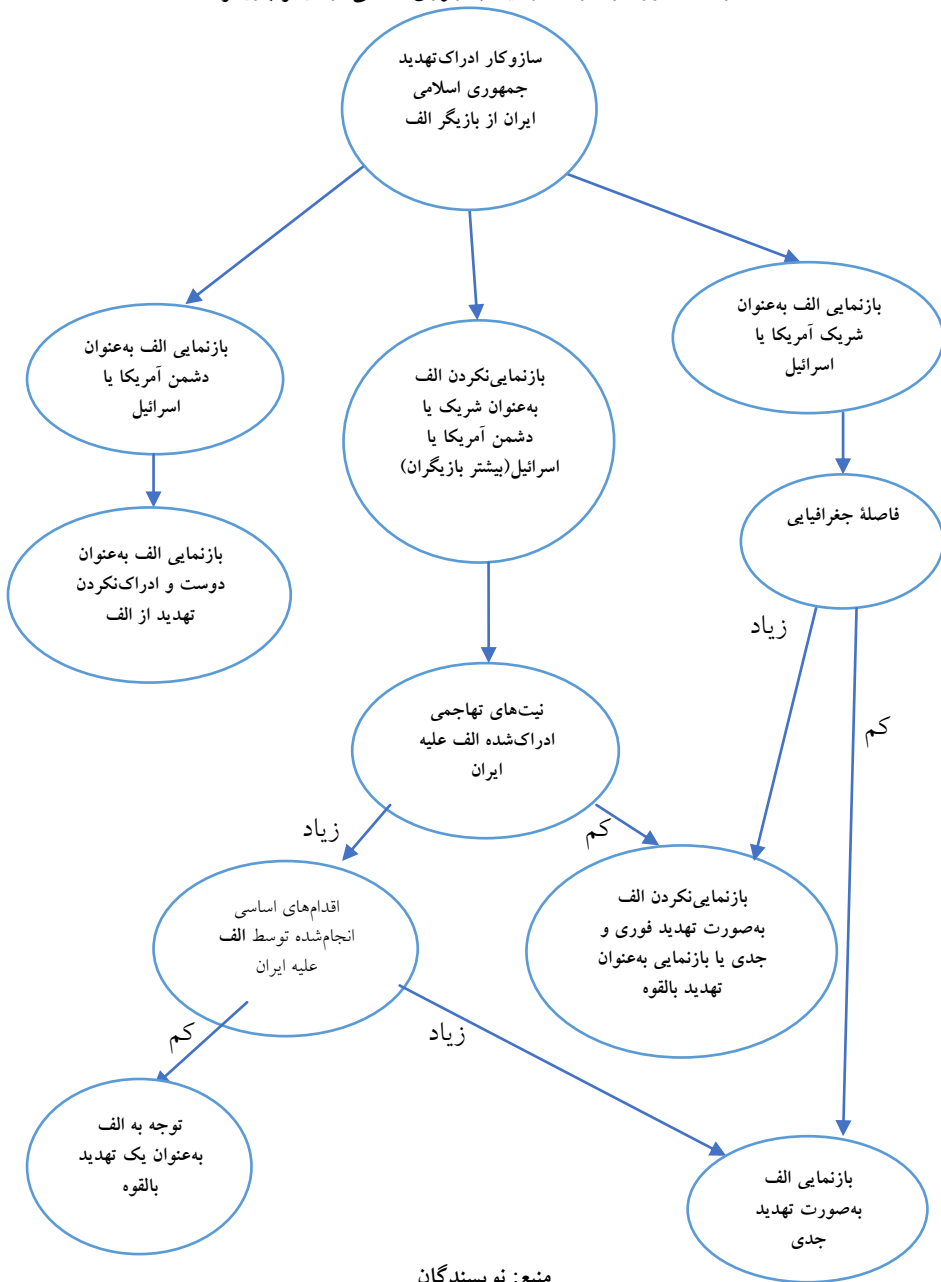 سازوکار ادراک‌تهدید
جمهوری اسلامی
ایران از بازیگر الف
بازنمایی الف به‌عنوان
شریک آمریکا یا
اسرائیل
بازنمایی‌نکردن الف
به‌عنوان شریک یا
دشمن آمریکا یا
اسرائیل(بیشتر بازیگران)
بازنمایی الف به‌عنوان
دشمن آمریکا یا
اسرائیل
فاصلهٔ جغرافیایی
بازنمایی الف به‌عنوان
دوست و ادراک‌نکردن
تهدید از الف
زیاد
کم
نیت‌های تهاجمی
ادراک‌شده الف علیه
ایران
کم
زیاد
بازنمایی‌نکردن الف
به‌صورت تهدید فوری و
جدی یا بازنمایی به‌عنوان
تهدید بالقوه
اقدام‌های اساسی
انجام‌شده توسط الف
علیه ایران
زیاد
کم
توجه به الف
به‌عنوان یک تهدید
بالقوه
بازنمایی الف
به‌صورت تهدید
جدی
منبع: نویسندگان